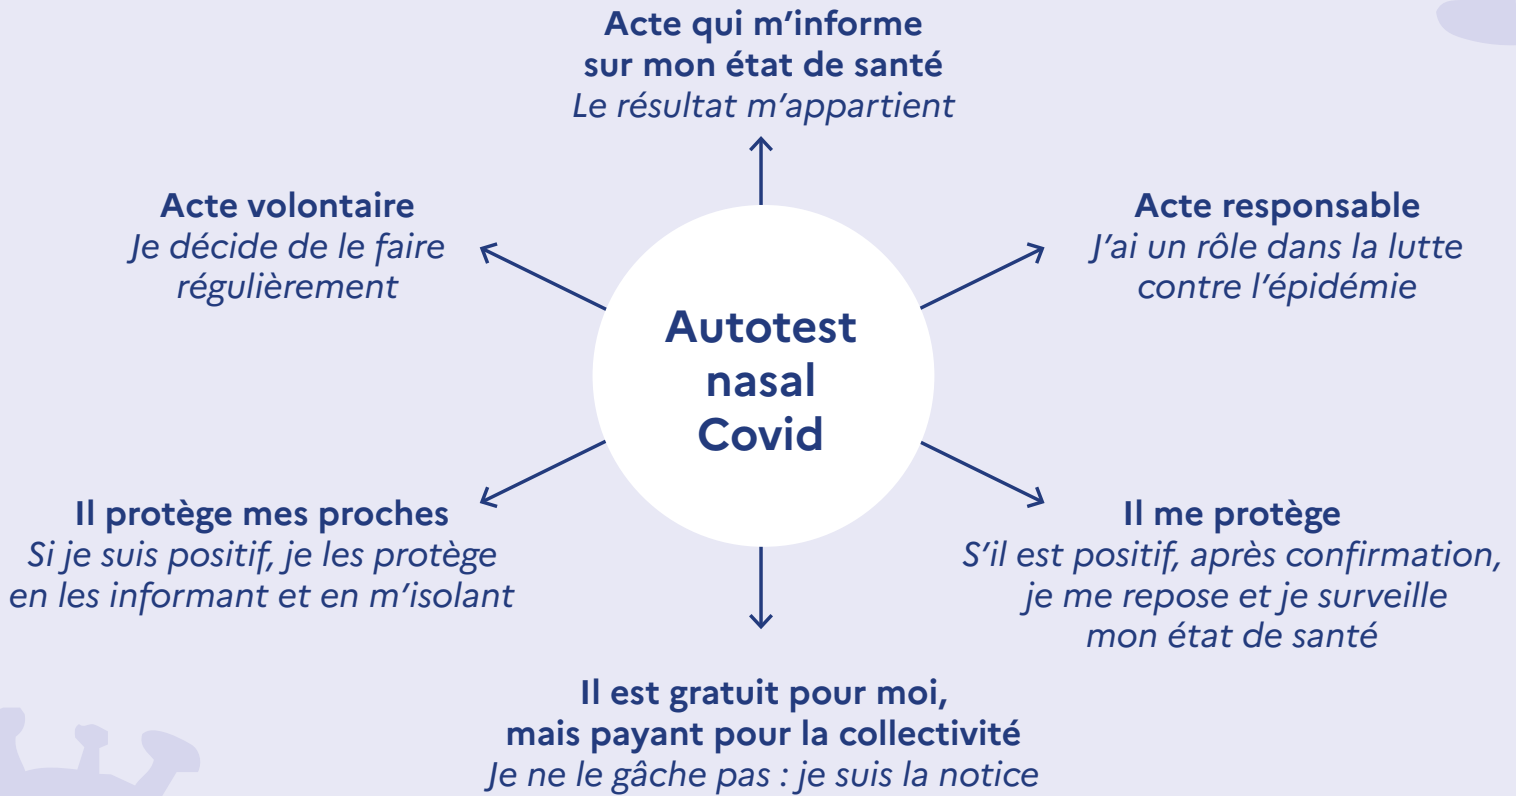 Acte qui m’informe
sur mon état de santé
Le résultat m'appartient
Acte volontaire
Je décide de le faire
régulièrement
Acte responsable
J’ai un rôle dans la lutte
contre l’épidémie
Autotest
nasal
Covid
Il protège mes proches
Si je suis positif, je les protège
en les informant et en m’isolant
Il me protège
S’il est positif, après confirmation,
je me repose et je surveille
mon état de santé
Il est gratuit pour moi,
mais payant pour la collectivité
Je ne le gâche pas : je suis la notice